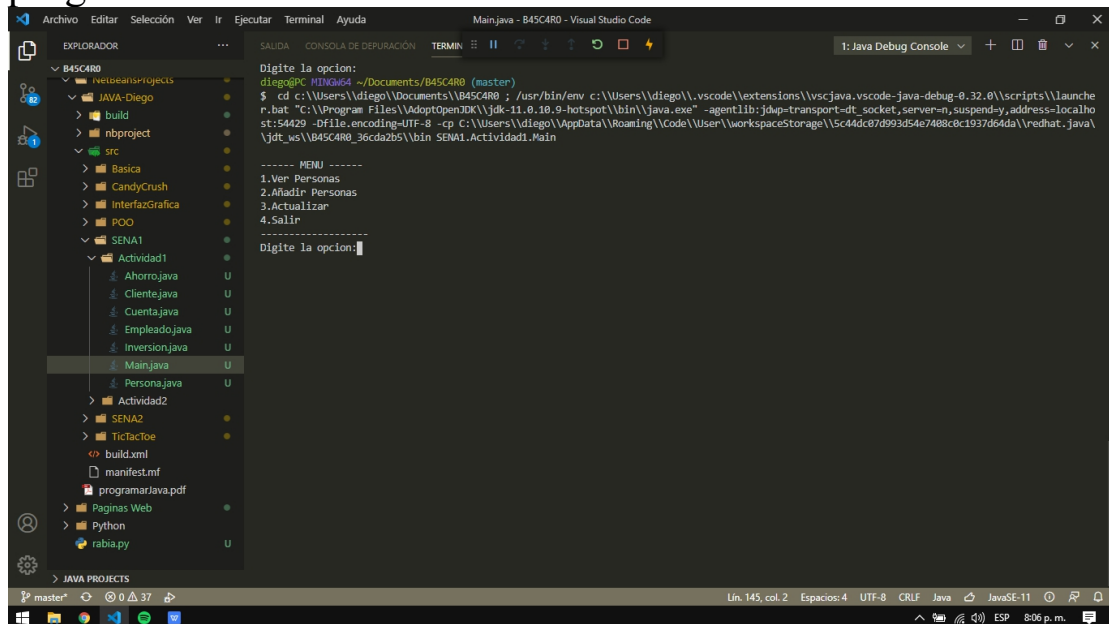 Archivo Editar Selección Ver Ir Ejecutar Terminal Ayuda
Main.java - B45C4R0 - Visual Studio Code
EXPLORADOR
SALIDA CONSOLA DE DEPURACIÓN TERMIN
1: Java Debug Console
B45C4R0
NetBeansProjects
JAVA-Diego
build
nbproject
src
Basica
CandyCrush
InterfazGrafica
POO
SENA1
Actividad1
Ahorro.java U
Cliente.java U
Cuenta.java U
Empleado.java U
Inversion.java U
Main.java U
Persona.java U
Actividad2
SENA2
TicTacToe
build.xml
manifest.mf
programarJava.pdf
Paginas Web
Python
rabia.py U
JAVA PROJECTS
82
1
Digite la opcion:
diego@PC MINGW64 ~/Documents/B45C4R0 (master)
$ cd c:\\Users\\diego\\Documents\\B45C4R0 ; /usr/bin/env c:\\Users\\diego\\.vscode\\extensions\\vscjava.vscode-java-debug-0.32.0\\scripts\\launche
r.bat "C:\\Program Files\\AdoptOpenJDK\\jdk-11.0.10.9-hotspot\\bin\\java.exe" -agentlib:jdwp=transport=dt_socket,server=n,suspend=y,address=localho
st:54429 -Dfile.encoding=UTF-8 -cp C:\\Users\\diego\\AppData\\Roaming\\Code\\User\\workspaceStorage\\5c44dc07d993d54e7408c0c1937d64da\\redhat.java\
\jdt_ws\\B45C4R0_36cda2b5\\bin SENA1.Actividad1.Main
------ MENU ------
1.Ver Personas
2.Añadir Personas
3.Actualizar
4.Salir
-------------------
Digite la opcion:
master* 0 37
Lín. 145, col. 2 Espacios: 4 UTF-8 CRLF Java JavaSE-11
ESP 8:06 p. m.